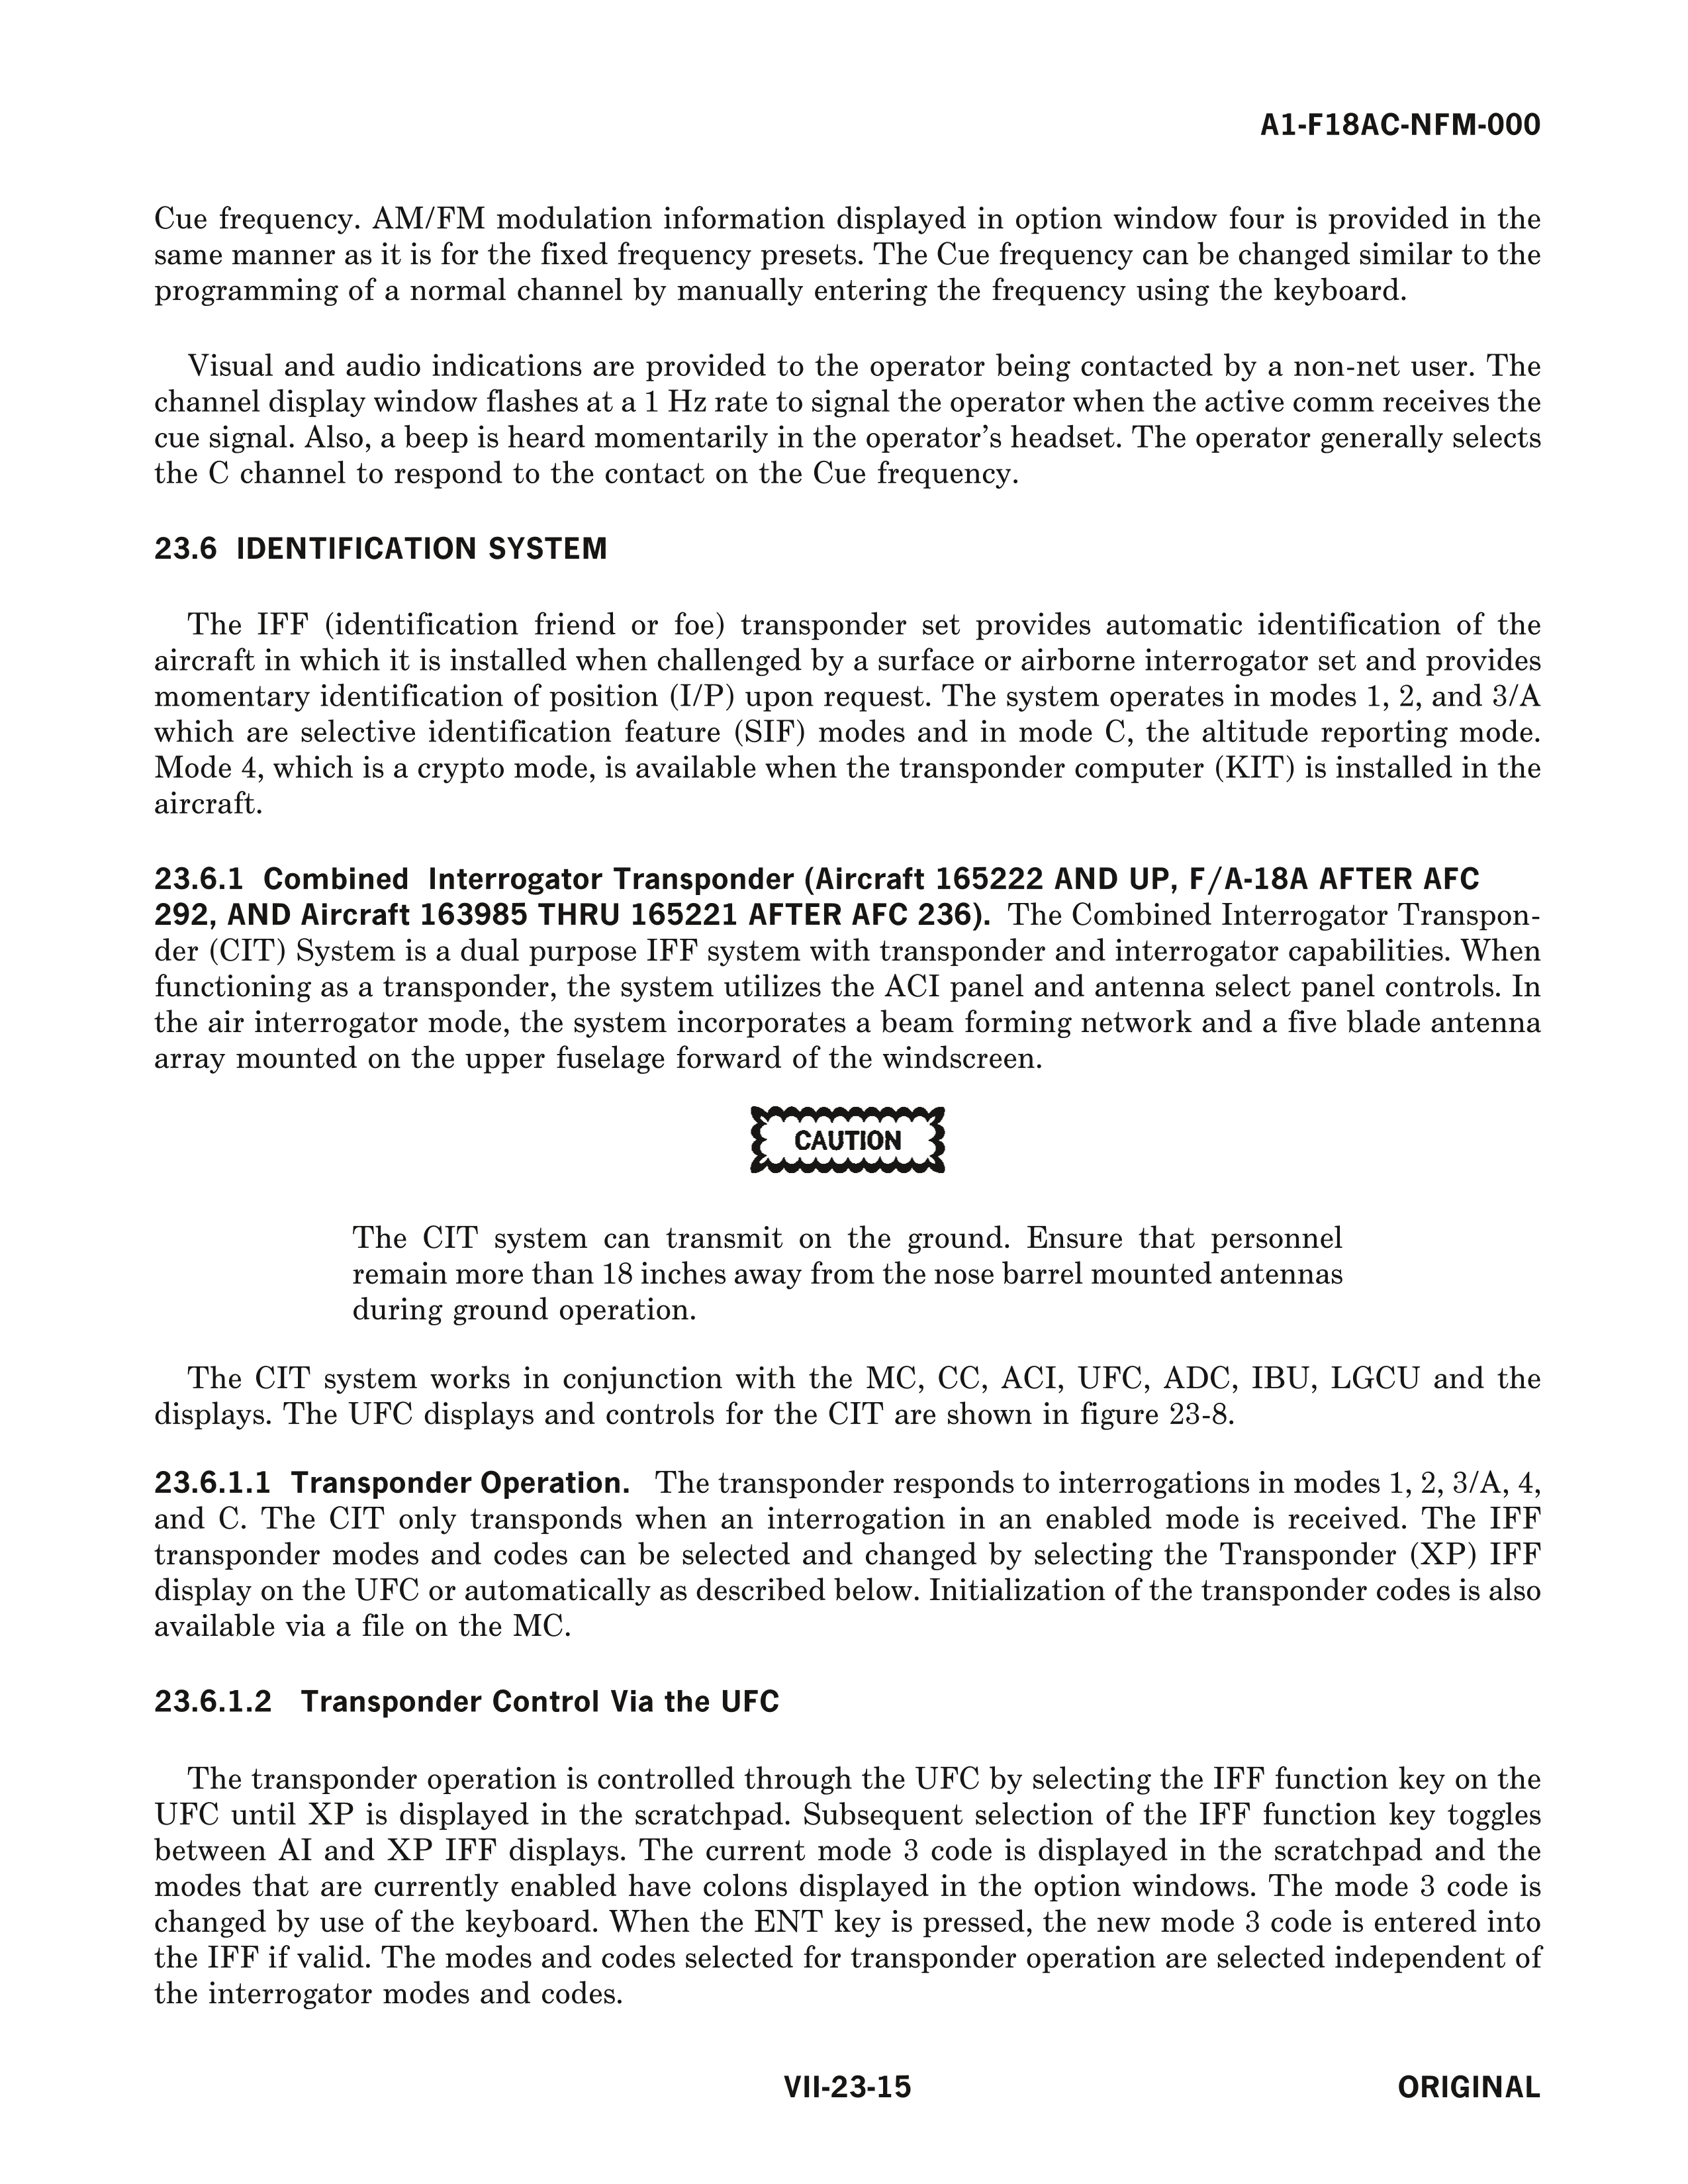 A1-F18AC-NFM-000
Cue frequency. AM/FM modulation information displayed in option window four is provided in the
same manner as it is for the fixed frequency presets. The Cue frequency can be changed similar to the
programming of a normal channel by manually entering the frequency using the keyboard.
Visual and audio indications are provided to the operator being contacted by a non-net user. The
channel display window flashes at a 1 Hz rate to signal the operator when the active comm receives the
cue signal. Also, a beep is heard momentarily in the operator's headset. The operator generally selects
the C channel to respond to the contact on the Cue frequency.
23.6 IDENTIFICATION SYSTEM
The IFF (identification friend or foe) transponder set provides automatic identification of the
aircraft in which it is installed when challenged by a surface or airborne interrogator set and provides
momentary identification of position (I/P) upon request. The system operates in modes 1, 2, and 3/A
which are selective identification feature (SIF) modes and in mode C, the altitude reporting mode.
Mode 4, which is a crypto mode, is available when the transponder computer (KIT) is installed in the
aircraft.
23.6.1 Combined Interrogator Transponder (Aircraft 165222 AND UP, F/A-18A AFTER AFC
292, AND Aircraft 163985 THRU 165221 AFTER AFC 236). The Combined Interrogator Transpon-
der (CIT) System is a dual purpose IFF system with transponder and interrogator capabilities. When
functioning as a transponder, the system utilizes the ACI panel and antenna select panel controls. In
the air interrogator mode, the system incorporates a beam forming network and a five blade antenna
array mounted on the upper fuselage forward of the windscreen.
CAUTION
The CIT system can transmit on the ground. Ensure that personnel
remain more than 18 inches away from the nose barrel mounted antennas
during ground operation.
The CIT system works in conjunction with the MC, CC, ACI, UFC, ADC, IBU, LGCU and the
displays. The UFC displays and controls for the CIT are shown in figure 23-8.
23.6.1.1 Transponder Operation. The transponder responds to interrogations in modes 1, 2, 3/A, 4,
and C. The CIT only transponds when an interrogation in an enabled mode is received. The IFF
transponder modes and codes can be selected and changed by selecting the Transponder (XP) IFF
display on the UFC or automatically as described below. Initialization of the transponder codes is also
available via a file on the MC.
23.6.1.2 Transponder Control Via the UFC
The transponder operation is controlled through the UFC by selecting the IFF function key on the
UFC until XP is displayed in the scratchpad. Subsequent selection of the IFF function key toggles
between AI and XP IFF displays. The current mode 3 code is displayed in the scratchpad and the
modes that are currently enabled have colons displayed in the option windows. The mode 3 code is
changed by use of the keyboard. When the ENT key is pressed, the new mode 3 code is entered into
the IFF if valid. The modes and codes selected for transponder operation are selected independent of
the interrogator modes and codes.
VII-23-15
ORIGINAL